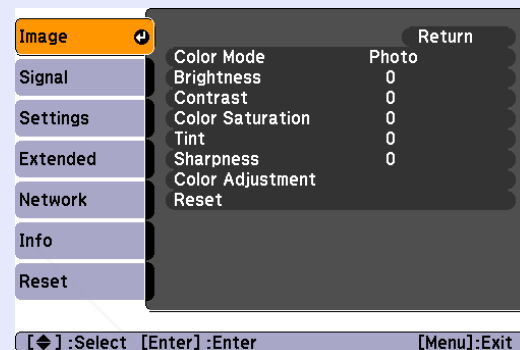 Image
Signal
Settings
Extended
Network
Info
Reset
Return
Color Mode Photo
Brightness 0
Contrast 0
Color Saturation 0
Tint 0
Sharpness 0
Color Adjustment
Reset
[◆] :Select [Enter] :Enter [Menu]:Exit